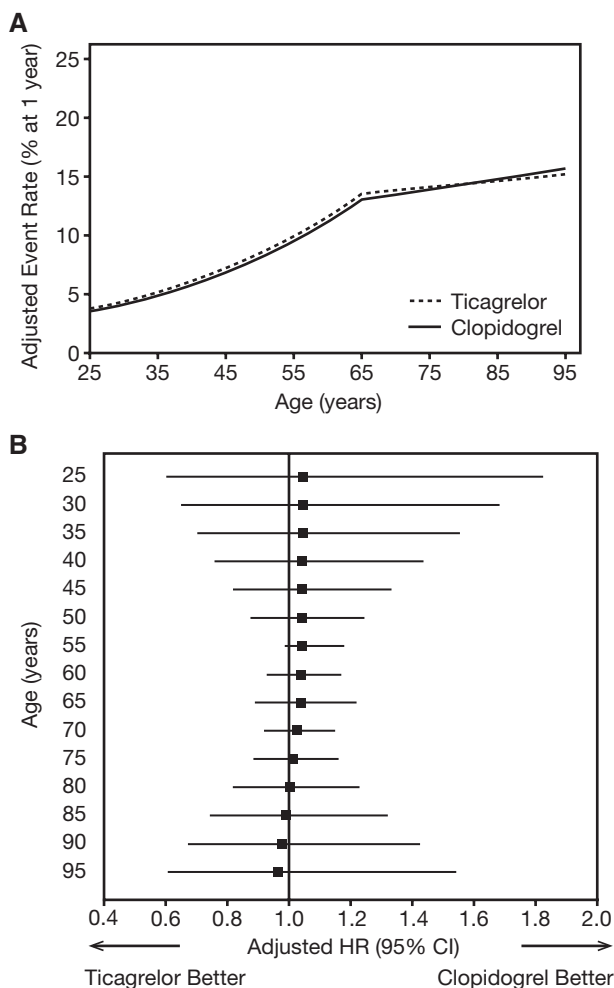 A
Adjusted Event Rate (% at 1 year)
25
20
15
10
5
0
Ticagrelor
Clopidogrel
25 35 45 55 65 75 85 95
Age (years)
B
Age (years)
25
30
35
40
45
50
55
60
65
70
75
80
85
90
95
0.4 0.6 0.8 1.0 1.2 1.4 1.6 1.8 2.0
Adjusted HR (95% CI)
Ticagrelor Better Clopidogrel Better